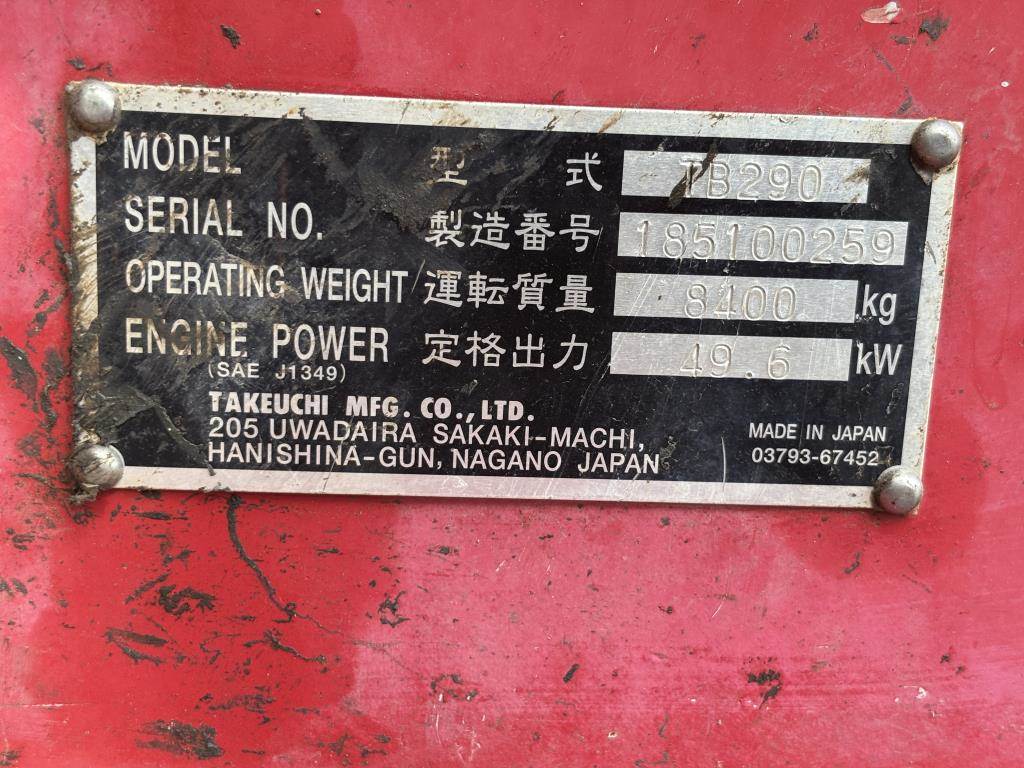 MODEL 型式 TB290
SERIAL NO. 製造番号 185100259
OPERATING WEIGHT 運転質量 8400 kg
ENGINE POWER 定格出力 49.6 kW
(SAE J1349)
TAKEUCHI MFG. CO., LTD.
205 UWADAIRA SAKAKI-MACHI,
HANISHINA-GUN, NAGANO JAPAN
MADE IN JAPAN
03793-67452